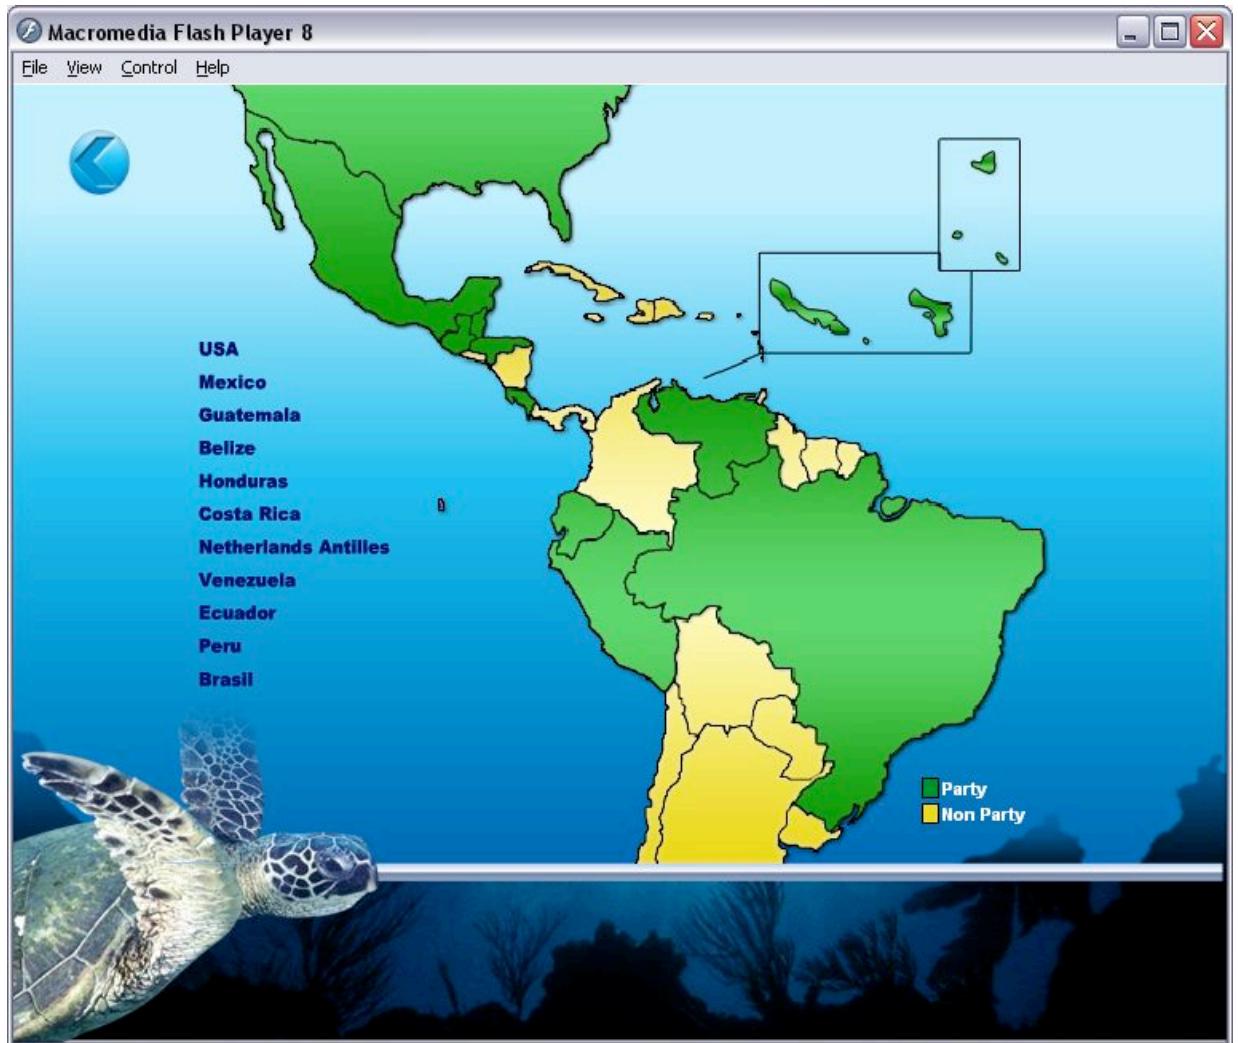 Macromedia Flash Player 8
File View Control Help
USA
Mexico
Guatemala
Belize
Honduras
Costa Rica
Netherlands Antilles
Venezuela
Ecuador
Peru
Brasil
Party
Non Party